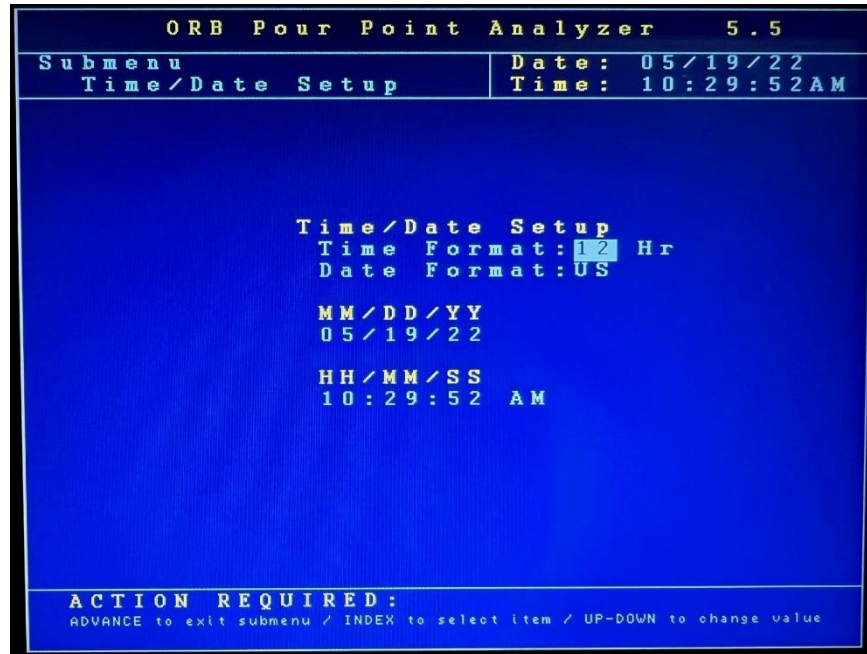 ORB Pour Point Analyzer 5.5
Submenu
Time/Date Setup
Date: 05/19/22
Time: 10:29:52AM
Time/Date Setup
Time Format:12 Hr
Date Format:US
MM/DD/YY
05/19/22
HH/MM/SS
10:29:52 AM
ACTION REQUIRED:
ADVANCE to exit submenu / INDEX to select item / UP-DOWN to change value